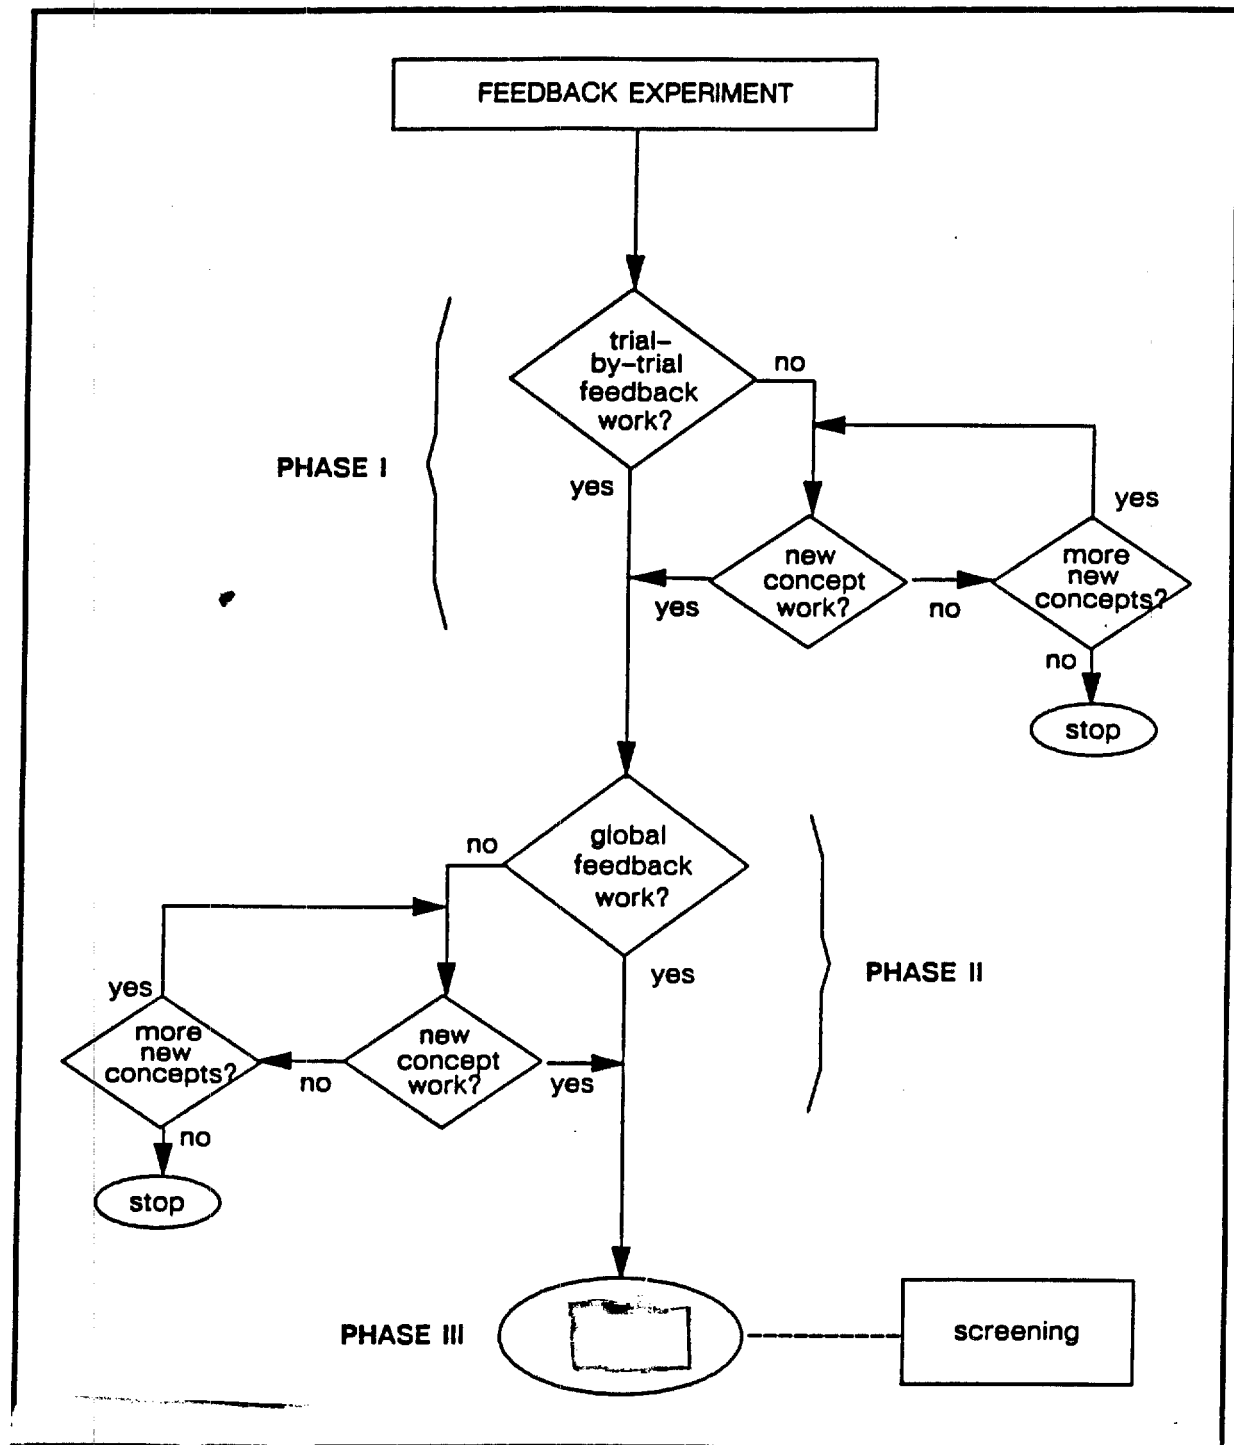 FEEDBACK EXPERIMENT
trial–
by–trial
feedback
work?
no
yes
PHASE I
new
concept
work?
yes
no
more
new
concepts?
yes
no
stop
global
feedback
work?
no
yes
PHASE II
new
concept
work?
yes
no
more
new
concepts?
yes
no
stop
PHASE III
screening